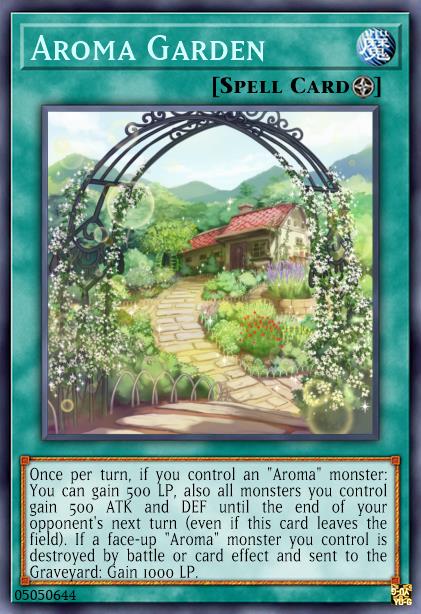 AROMA GARDEN
魔
[SPELL CARD]
Once per turn, if you control an "Aroma" monster:
You can gain 500 LP, also all monsters you control
gain 500 ATK and DEF until the end of your
opponent's next turn (even if this card leaves the
field). If a face-up "Aroma" monster you control is
destroyed by battle or card effect and sent to the
Graveyard: Gain 1000 LP.
05050644